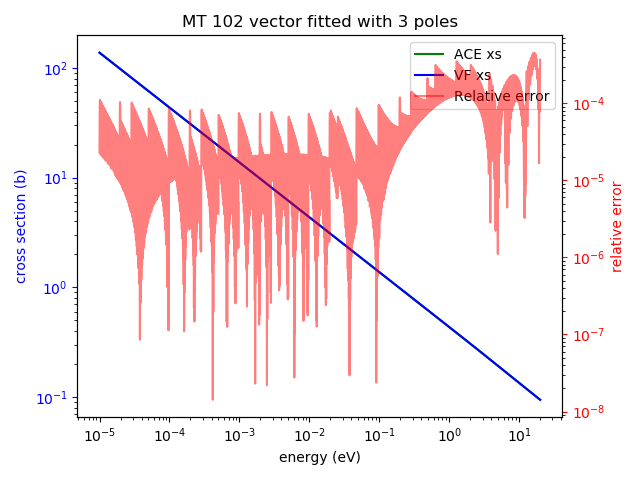 MT 102 vector fitted with 3 poles
ACE xs
VF xs
Relative error
cross section (b)
10²
10¹
10⁰
10⁻¹
10⁻⁴
10⁻⁵
10⁻⁶
10⁻⁷
10⁻⁸
relative error
10⁻⁵ 10⁻⁴ 10⁻³ 10⁻² 10⁻¹ 10⁰ 10¹
energy (eV)